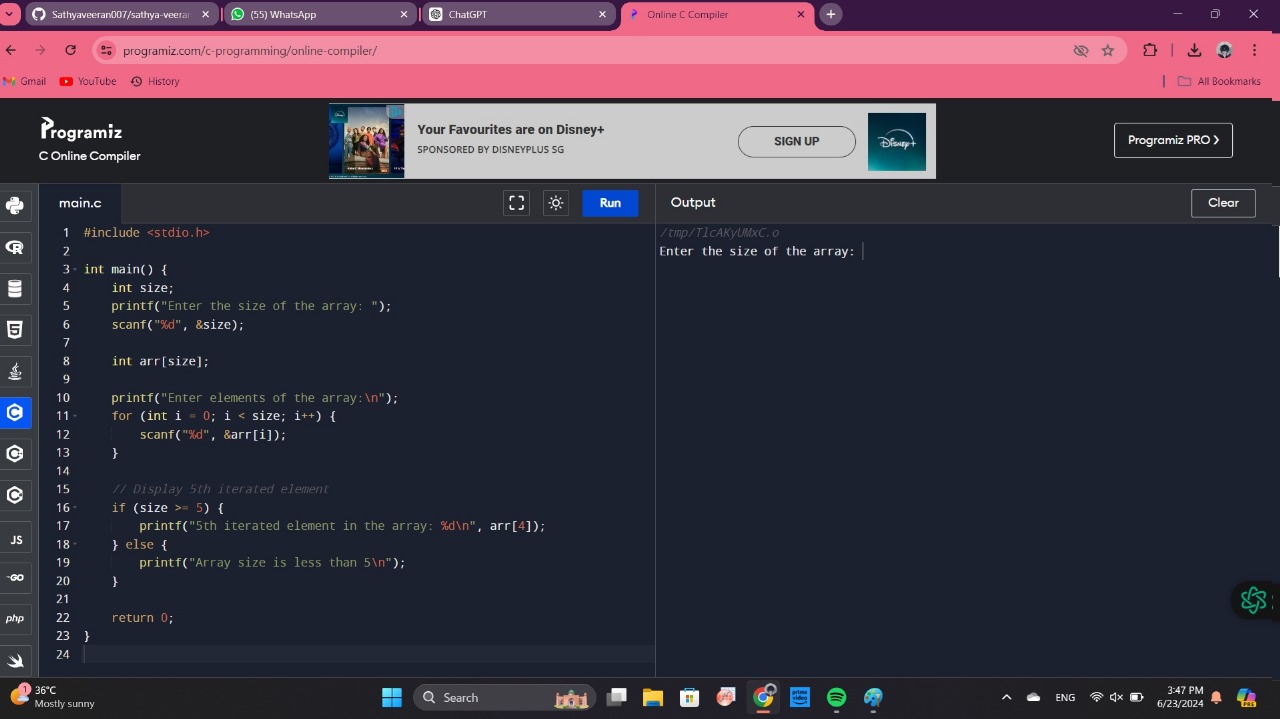 Sathyaveeran007/sathya-veeran
(55) WhatsApp
ChatGPT
Online C Compiler
programiz.com/c-programming/online-compiler/
Gmail
YouTube
History
All Bookmarks
Programiz
C Online Compiler
Your Favourites are on Disney+
SPONSORED BY DISNEYPLUS SG
SIGN UP
Disney+
Programiz PRO >
main.c
Run
Output
Clear
1 #include <stdio.h>
2
3 int main() {
4 int size;
5 printf("Enter the size of the array: ");
6 scanf("%d", &size);
7
8 int arr[size];
9
10 printf("Enter elements of the array:\n");
11 for (int i = 0; i < size; i++) {
12 scanf("%d", &arr[i]);
13 }
14
15 // Display 5th iterated element
16 if (size >= 5) {
17 printf("5th iterated element in the array: %d\n", arr[4]);
18 } else {
19 printf("Array size is less than 5\n");
20 }
21
22 return 0;
23 }
24
/tmp/TlcAKyUMxC.o
Enter the size of the array:
R
5
C
C
C
JS
GO
php
1
36°C
Mostly sunny
Search
prime video
ENG
3:47 PM
6/23/2024
PRE